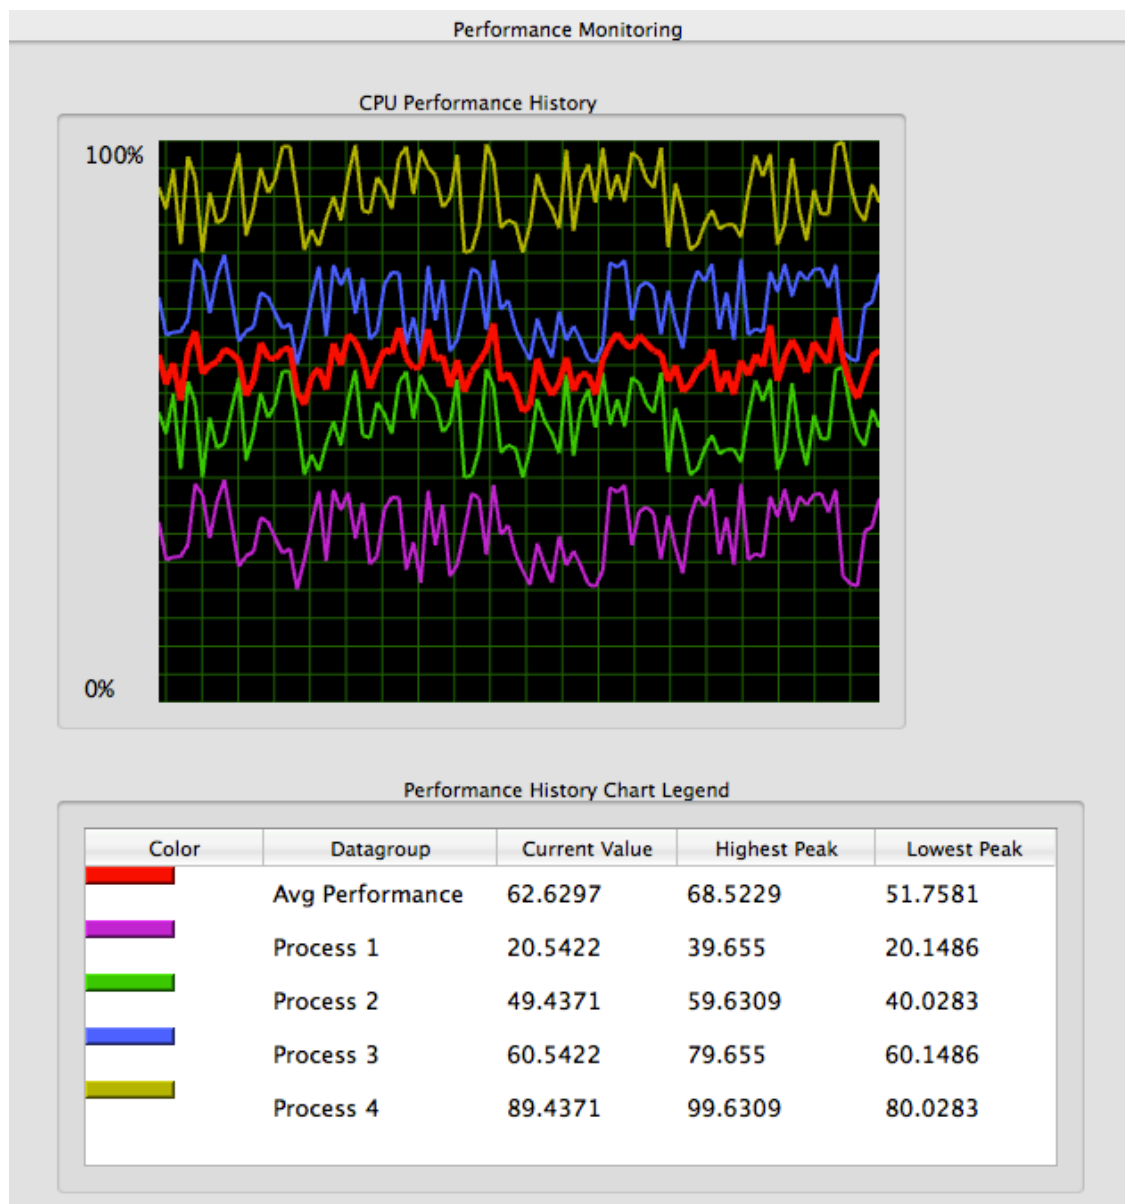 Performance Monitoring
CPU Performance History
100%
0%
Performance History Chart Legend
Color Datagroup Current Value Highest Peak Lowest Peak
Avg Performance 62.6297 68.5229 51.7581
Process 1 20.5422 39.655 20.1486
Process 2 49.4371 59.6309 40.0283
Process 3 60.5422 79.655 60.1486
Process 4 89.4371 99.6309 80.0283